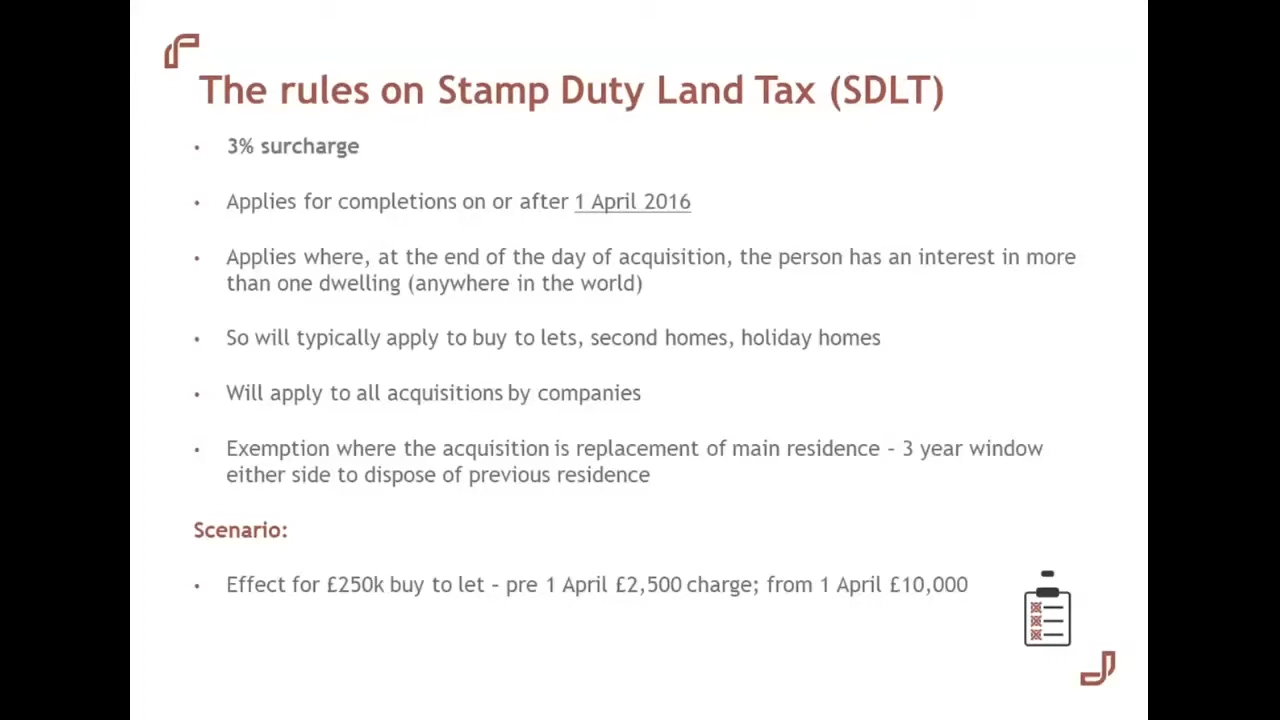 The rules on Stamp Duty Land Tax (SDLT)
• 3% surcharge
• Applies for completions on or after 1 April 2016
• Applies where, at the end of the day of acquisition, the person has an interest in more
than one dwelling (anywhere in the world)
• So will typically apply to buy to lets, second homes, holiday homes
• Will apply to all acquisitions by companies
• Exemption where the acquisition is replacement of main residence – 3 year window
either side to dispose of previous residence
Scenario:
• Effect for £250k buy to let – pre 1 April £2,500 charge; from 1 April £10,000